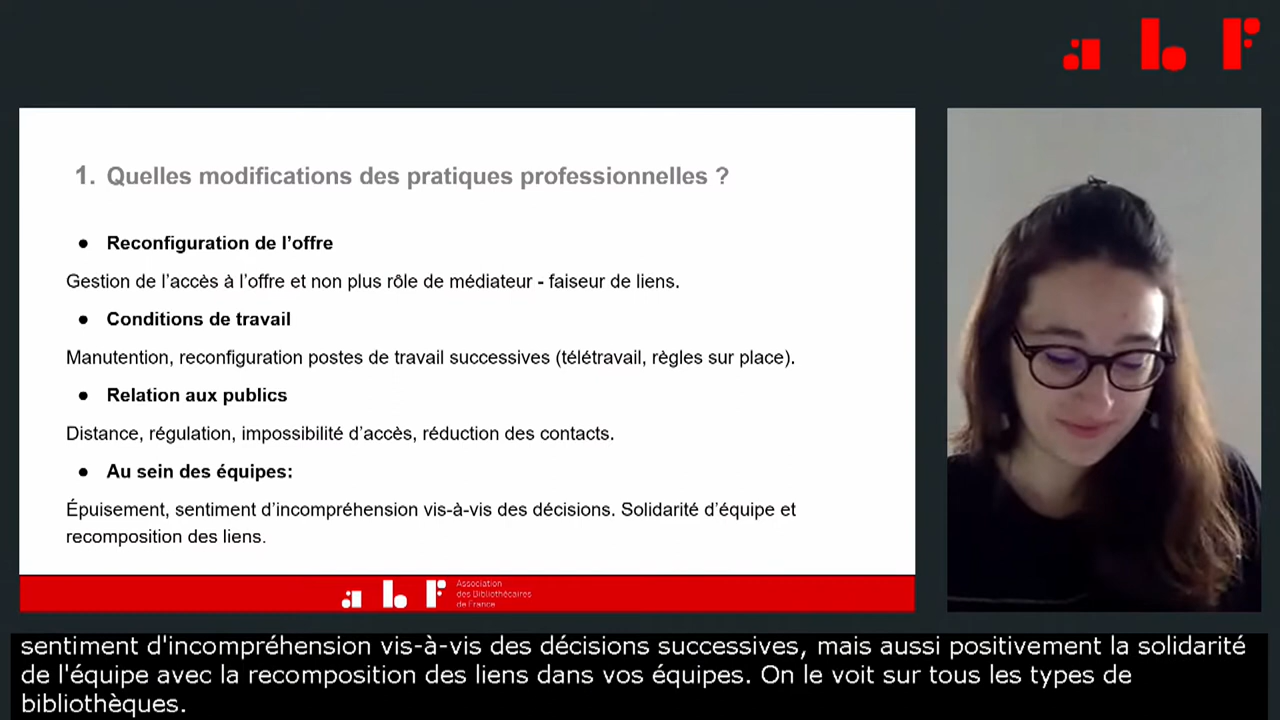 abf
1. Quelles modifications des pratiques professionnelles ?
● Reconfiguration de l'offre
Gestion de l'accès à l'offre et non plus rôle de médiateur - faiseur de liens.
● Conditions de travail
Manutention, reconfiguration postes de travail successives (télétravail, règles sur place).
● Relation aux publics
Distance, régulation, impossibilité d'accès, réduction des contacts.
● Au sein des équipes:
Épuisement, sentiment d'incompréhension vis-à-vis des décisions. Solidarité d'équipe et
recomposition des liens.
abf
Association
des Bibliothécaires
de France
sentiment d'incompréhension vis-à-vis des décisions successives, mais aussi positivement la solidarité
de l'équipe avec la recomposition des liens dans vos équipes. On le voit sur tous les types de
bibliothèques.